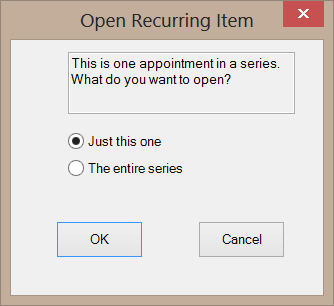 Open Recurring Item
This is one appointment in a series.
What do you want to open?
Just this one
The entire series
OK
Cancel